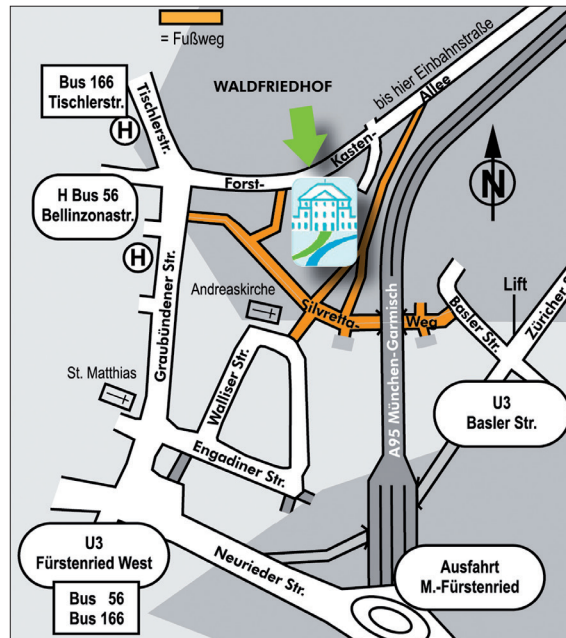 = Fußweg
Bus 166
Tischlerstr.
H
Tischlerstr.
WALDFRIEDHOF
bis hier Einbahnstraße
Forst-
Kasten-
Allee
N
H Bus 56
Bellinzonastr.
H
Graubündener Str.
Andreaskirche
Silvretta-
Weg
Basler Str.
Lift
Züricher
St. Matthias
Walliser Str.
A95 München-Garmisch
U3
Basler Str.
Engadiner Str.
U3
Fürstenried West
Neurieder Str.
Ausfahrt
M.-Fürstenried
Bus 56
Bus 166